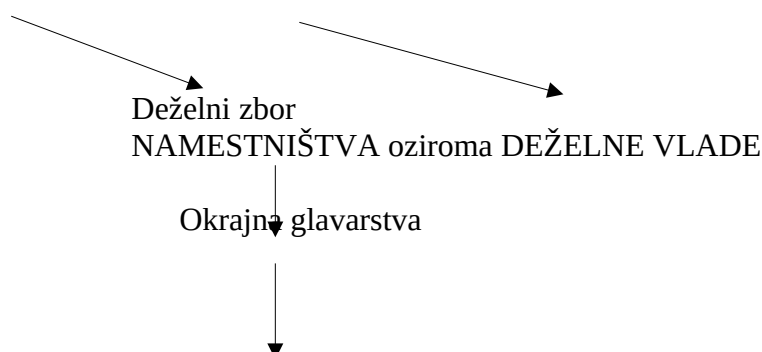 Deželni zbor
NAMESTNIŠTVA oziroma DEŽELNE VLADE
Okrajna glavarstva